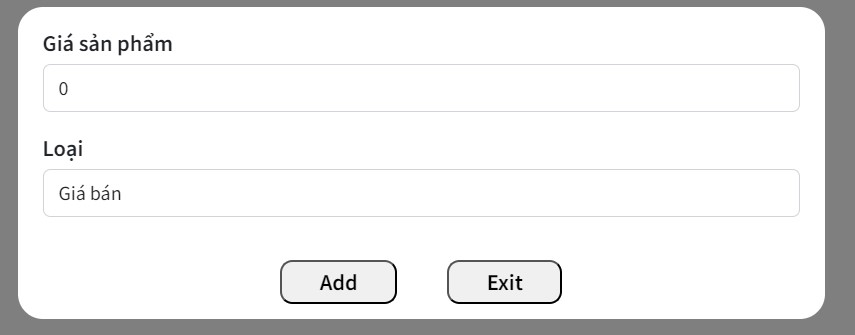 Giá sản phẩm
0
Loại
Giá bán
Add Exit